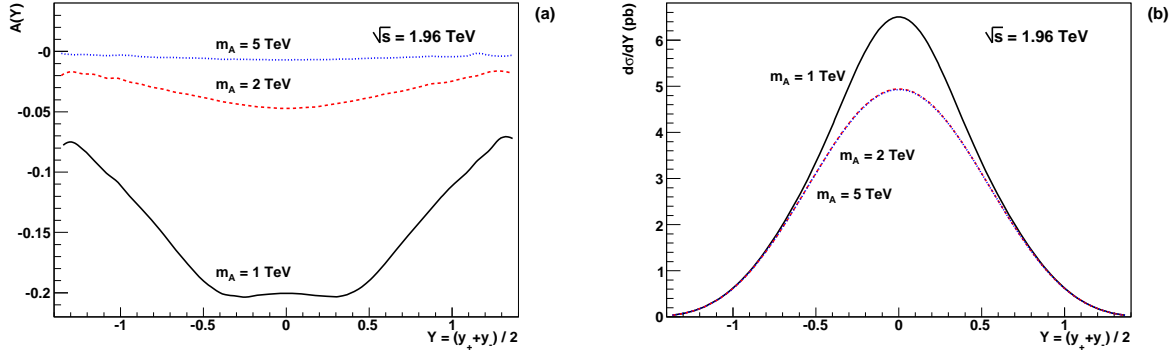 A(Y)
(a)
√s = 1.96 TeV
m_A = 5 TeV
m_A = 2 TeV
m_A = 1 TeV
-0
-0.05
-0.1
-0.15
-0.2
-1
-0.5
0
0.5
1
Y = (y_+ +y_-) / 2
dσ/dY (pb)
(b)
√s = 1.96 TeV
m_A = 1 TeV
m_A = 2 TeV
m_A = 5 TeV
6
5
4
3
2
1
0
-1
-0.5
0
0.5
1
Y = (y_+ +y_-) / 2